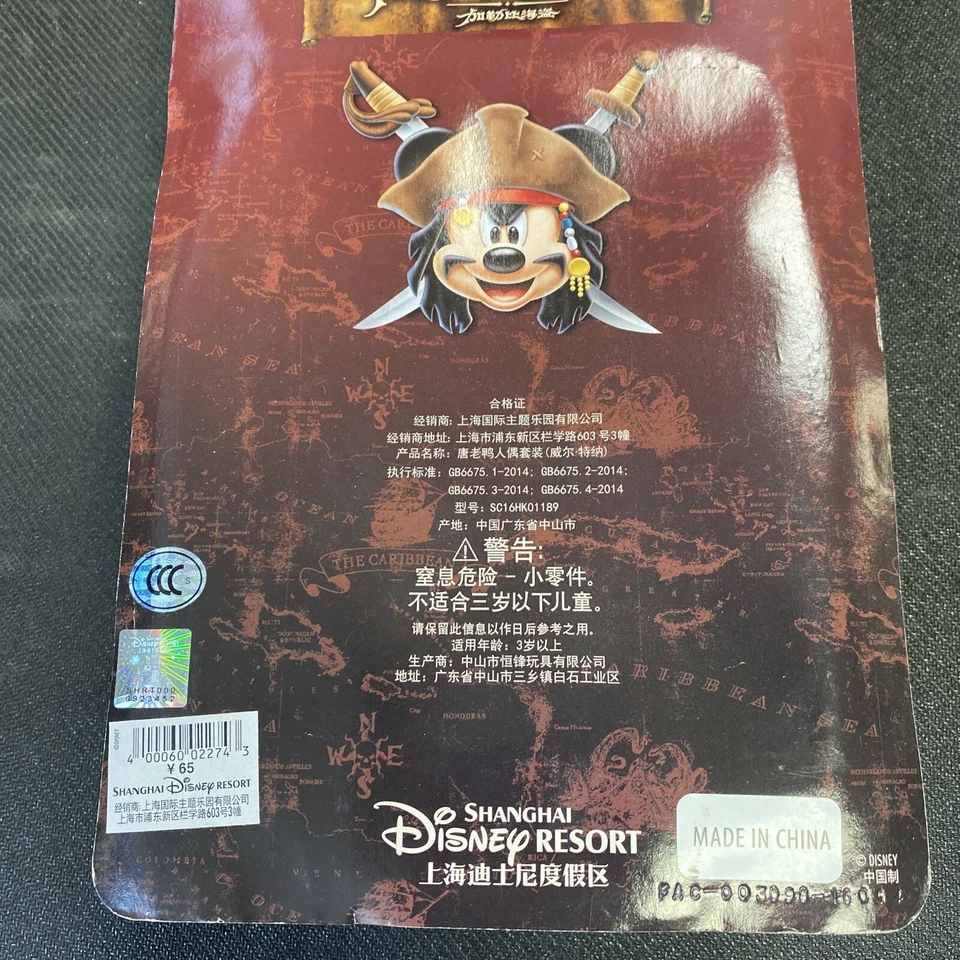 加勒比海盗
THE CARIBBEAN
合格证
经销商: 上海国际主题乐园有限公司
经销商地址: 上海市浦东新区栏学路603号3幢
产品名称: 唐老鸭人偶套装(威尔·特纳)
执行标准: GB6675.1-2014; GB6675.2-2014;
GB6675.3-2014; GB6675.4-2014
型号: SC16HK01189
产地: 中国广东省中山市
警告:
窒息危险 - 小零件。
不适合三岁以下儿童。
请保留此信息以作日后参考之用。
适用年龄: 3岁以上
生产商: 中山市恒锋玩具有限公司
地址: 广东省中山市三乡镇白石工业区
CCC S
SHRT000
9923452
©DISNEY
4 00060 02274 3
¥ 65
SHANGHAI DISNEY RESORT
经销商: 上海国际主题乐园有限公司
上海市浦东新区栏学路603号3幢
HONDURAS
N
W E
S
SHANGHAI
DISNEY RESORT
上海迪士尼度假区
MADE IN CHINA
© DISNEY
中国制
FAC-003090-160